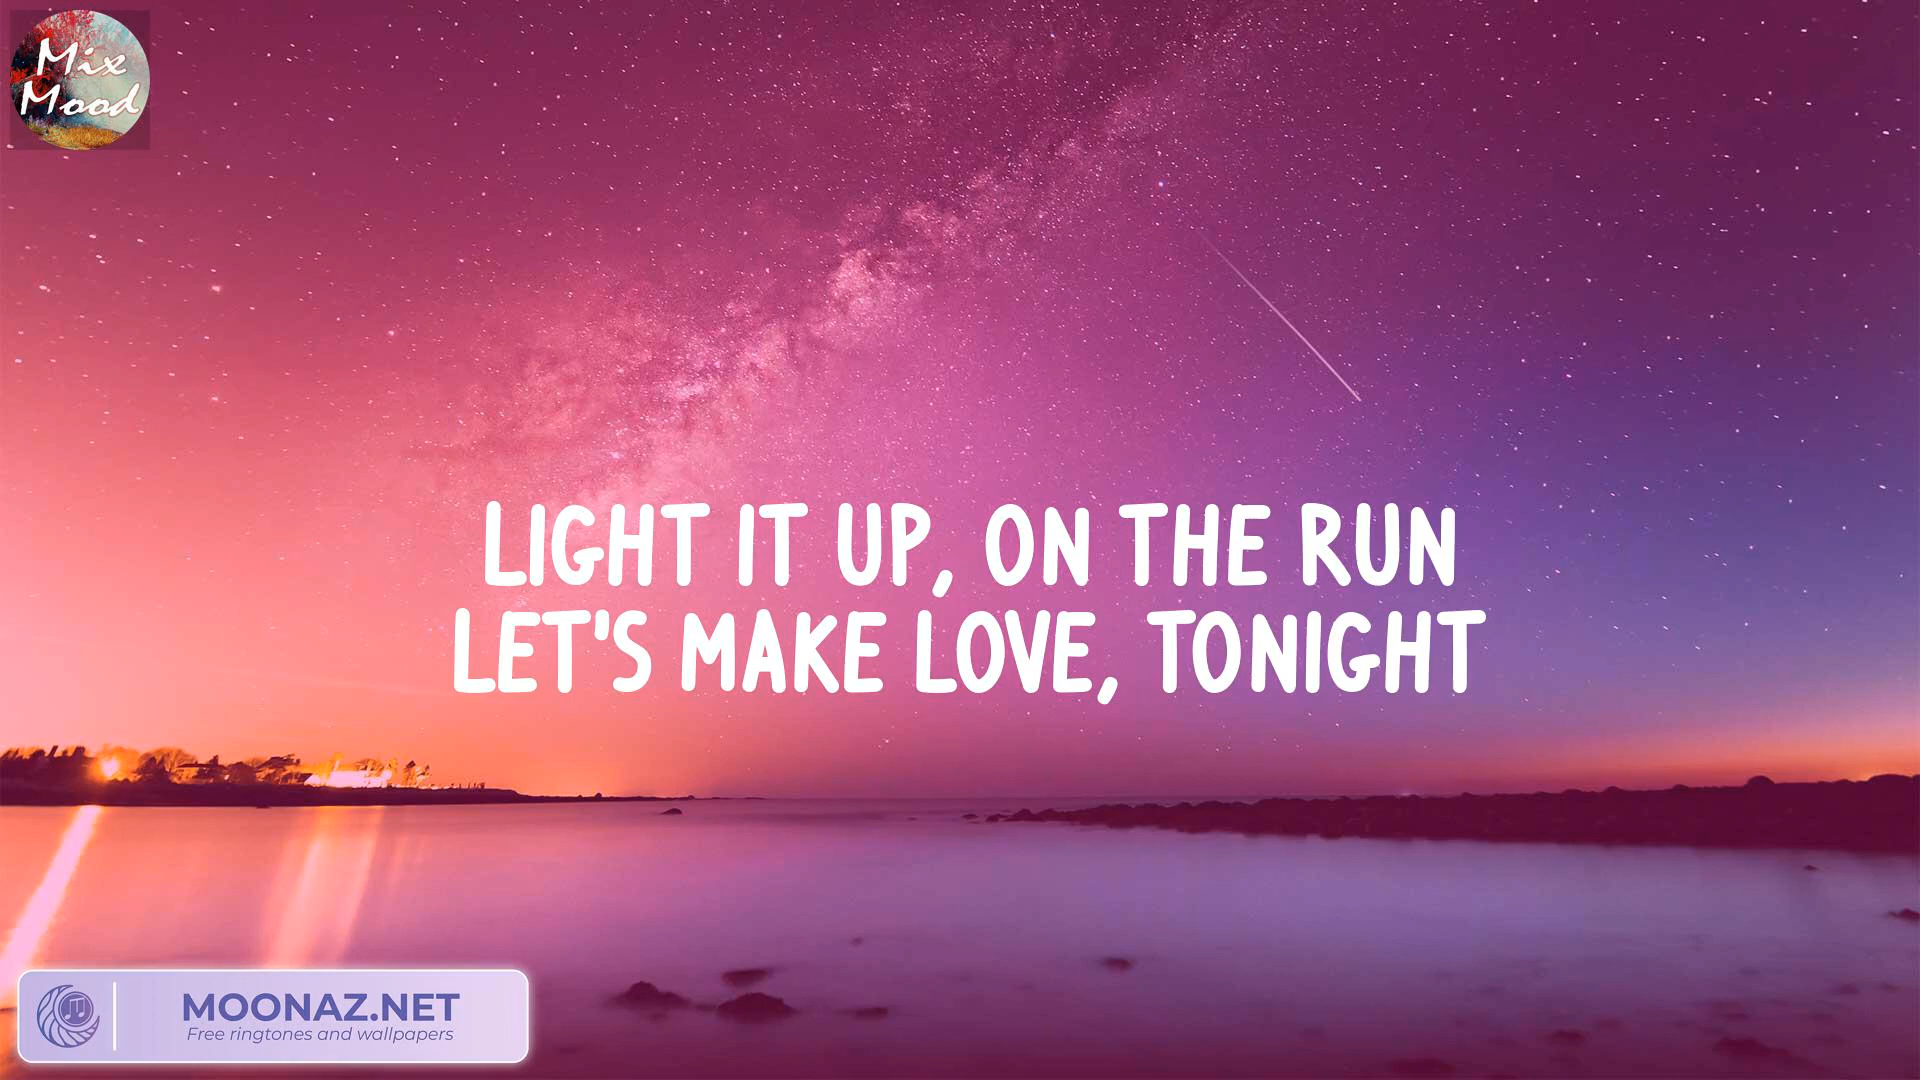 Mix
Mood
LIGHT IT UP, ON THE RUN
LET'S MAKE LOVE, TONIGHT
MOONAZ.NET
Free ringtones and wallpapers